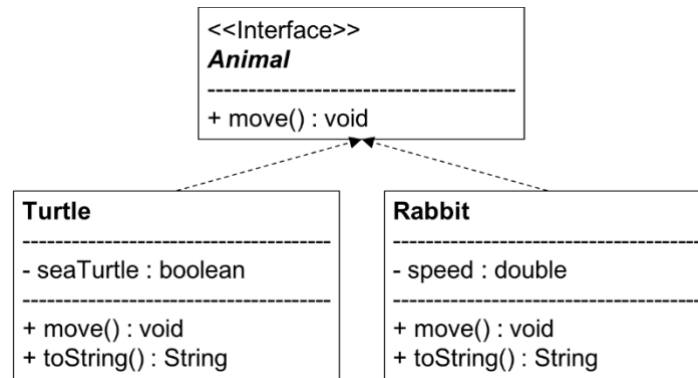 <<Interface>>
Animal
--------------------------------------
+ move() : void
Turtle
--------------------------------------
- seaTurtle : boolean
--------------------------------------
+ move() : void
+ toString() : String
Rabbit
--------------------------------------
- speed : double
--------------------------------------
+ move() : void
+ toString() : String